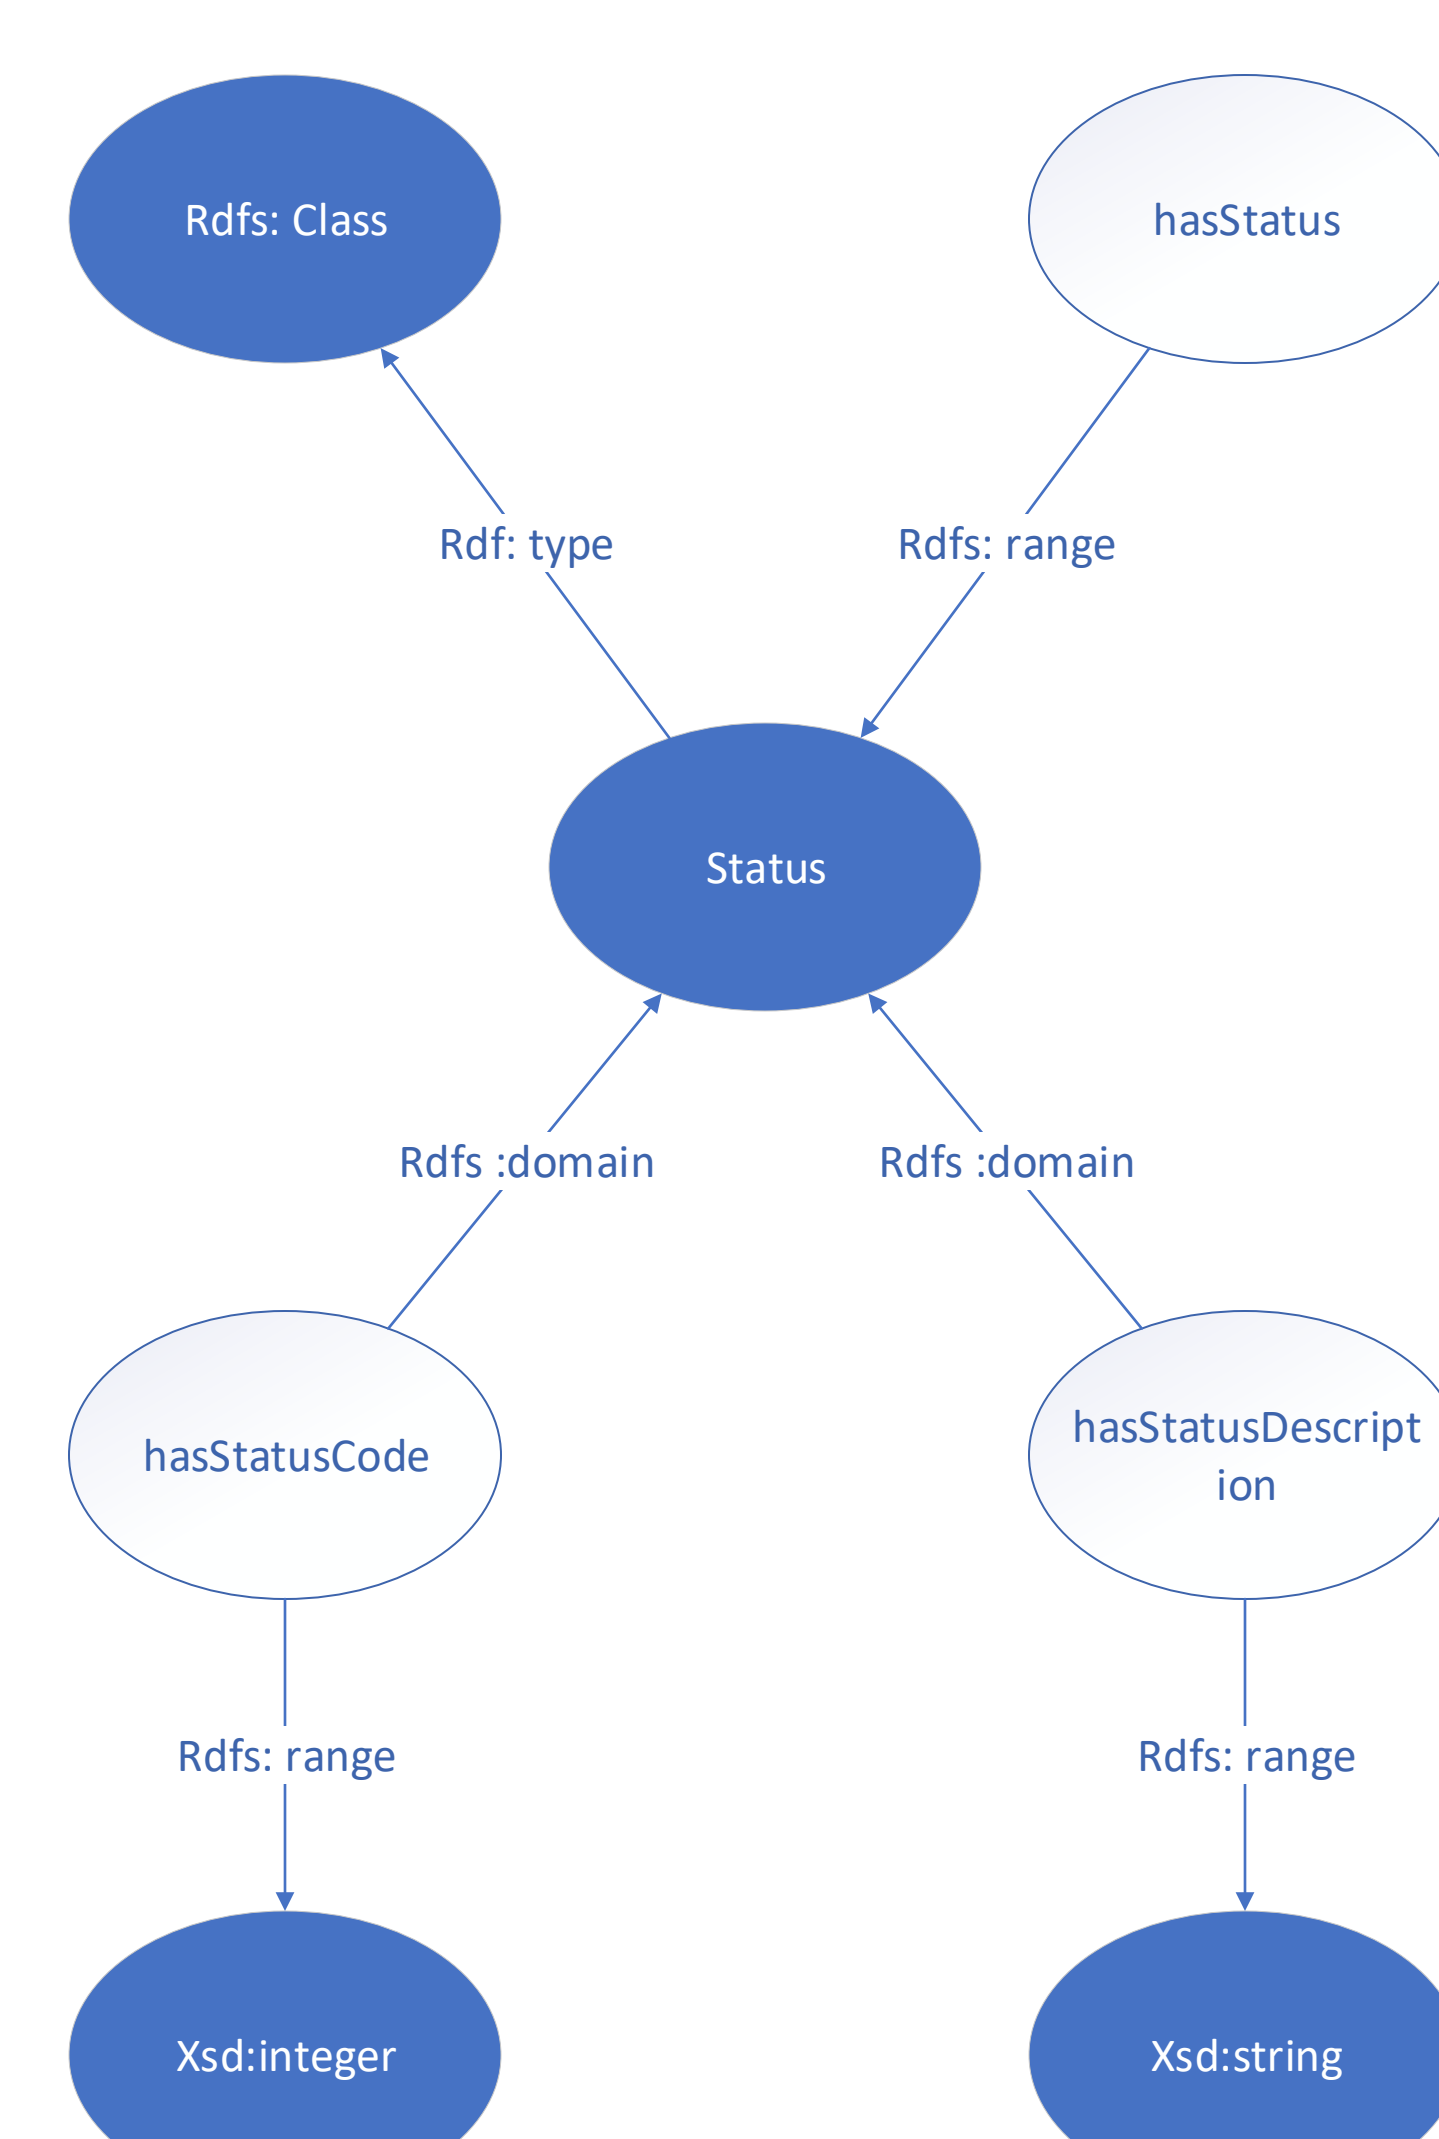 Rdfs: Class
hasStatus
Rdf: type
Rdfs: range
Status
Rdfs :domain
Rdfs :domain
hasStatusCode
hasStatusDescript
ion
Rdfs: range
Rdfs: range
Xsd:integer
Xsd:string